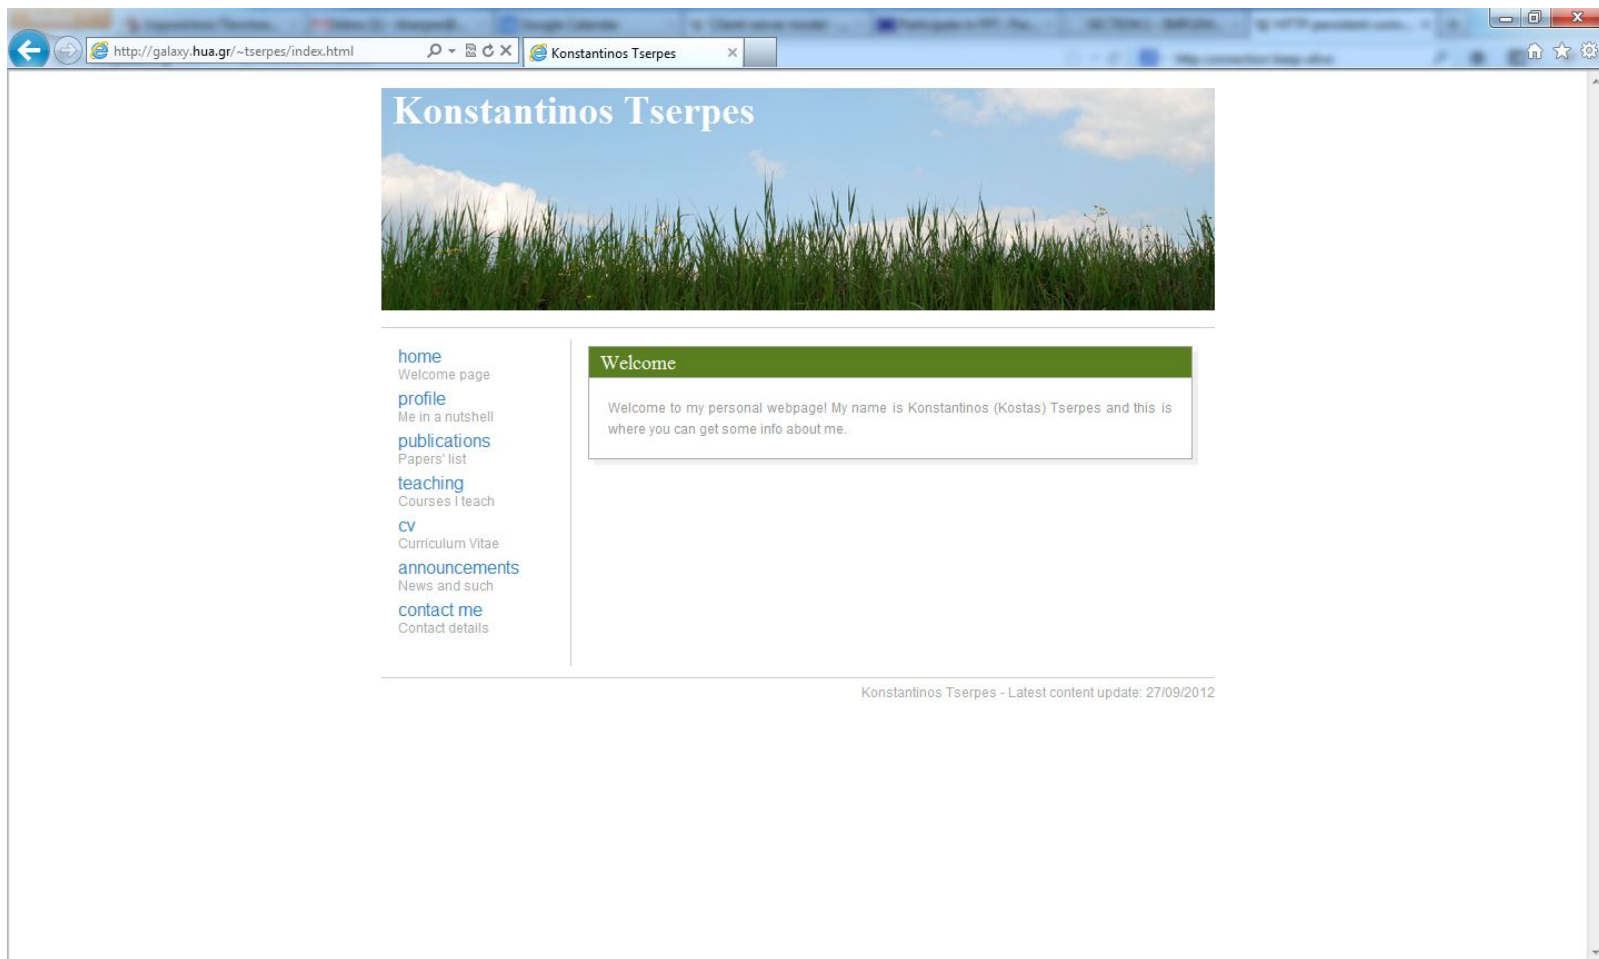 http://galaxy.hua.gr/~tserpes/index.html
Konstantinos Tserpes
Konstantinos Tserpes
home
Welcome page
profile
Me in a nutshell
publications
Papers' list
teaching
Courses I teach
cv
Curriculum Vitae
announcements
News and such
contact me
Contact details
Welcome
Welcome to my personal webpage! My name is Konstantinos (Kostas) Tserpes and this is
where you can get some info about me.
Konstantinos Tserpes - Latest content update: 27/09/2012